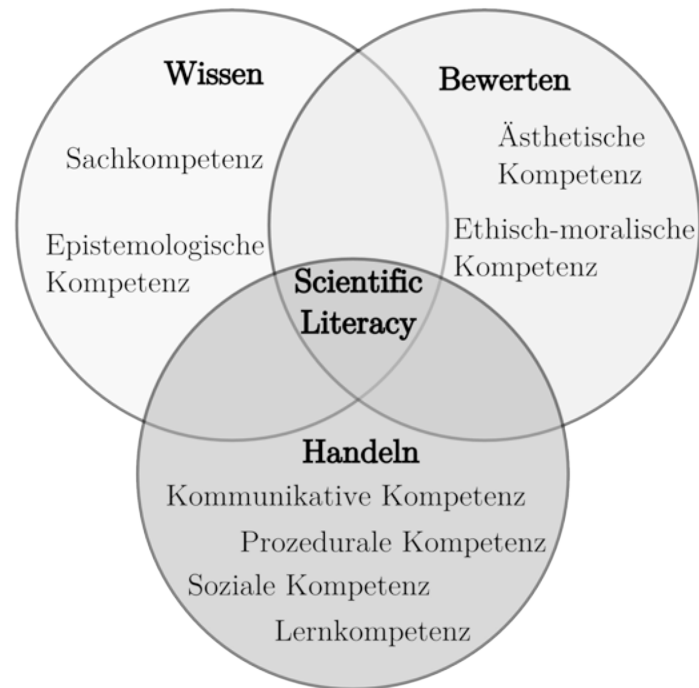 Wissen
Sachkompetenz
Epistemologische
Kompetenz
Bewerten
Ästhetische
Kompetenz
Ethisch-moralische
Kompetenz
Scientific
Literacy
Handeln
Kommunikative Kompetenz
Prozedurale Kompetenz
Soziale Kompetenz
Lernkompetenz